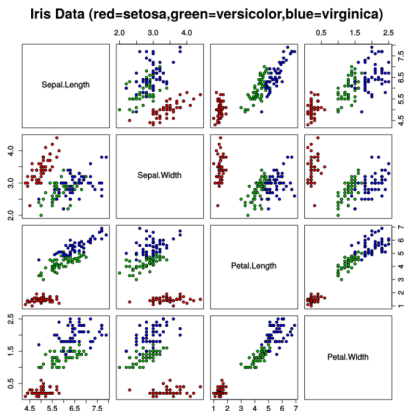 Iris Data (red=setosa,green=versicolor,blue=virginica)
2.0 3.0 4.0 0.5 1.5 2.5
Sepal.Length
4.5 5.5 6.5 7.5
2.0 3.0 4.0
Sepal.Width
Petal.Length
1 2 3 4 5 6 7
0.5 1.5 2.5
Petal.Width
4.5 5.5 6.5 7.5 1 2 3 4 5 6 7